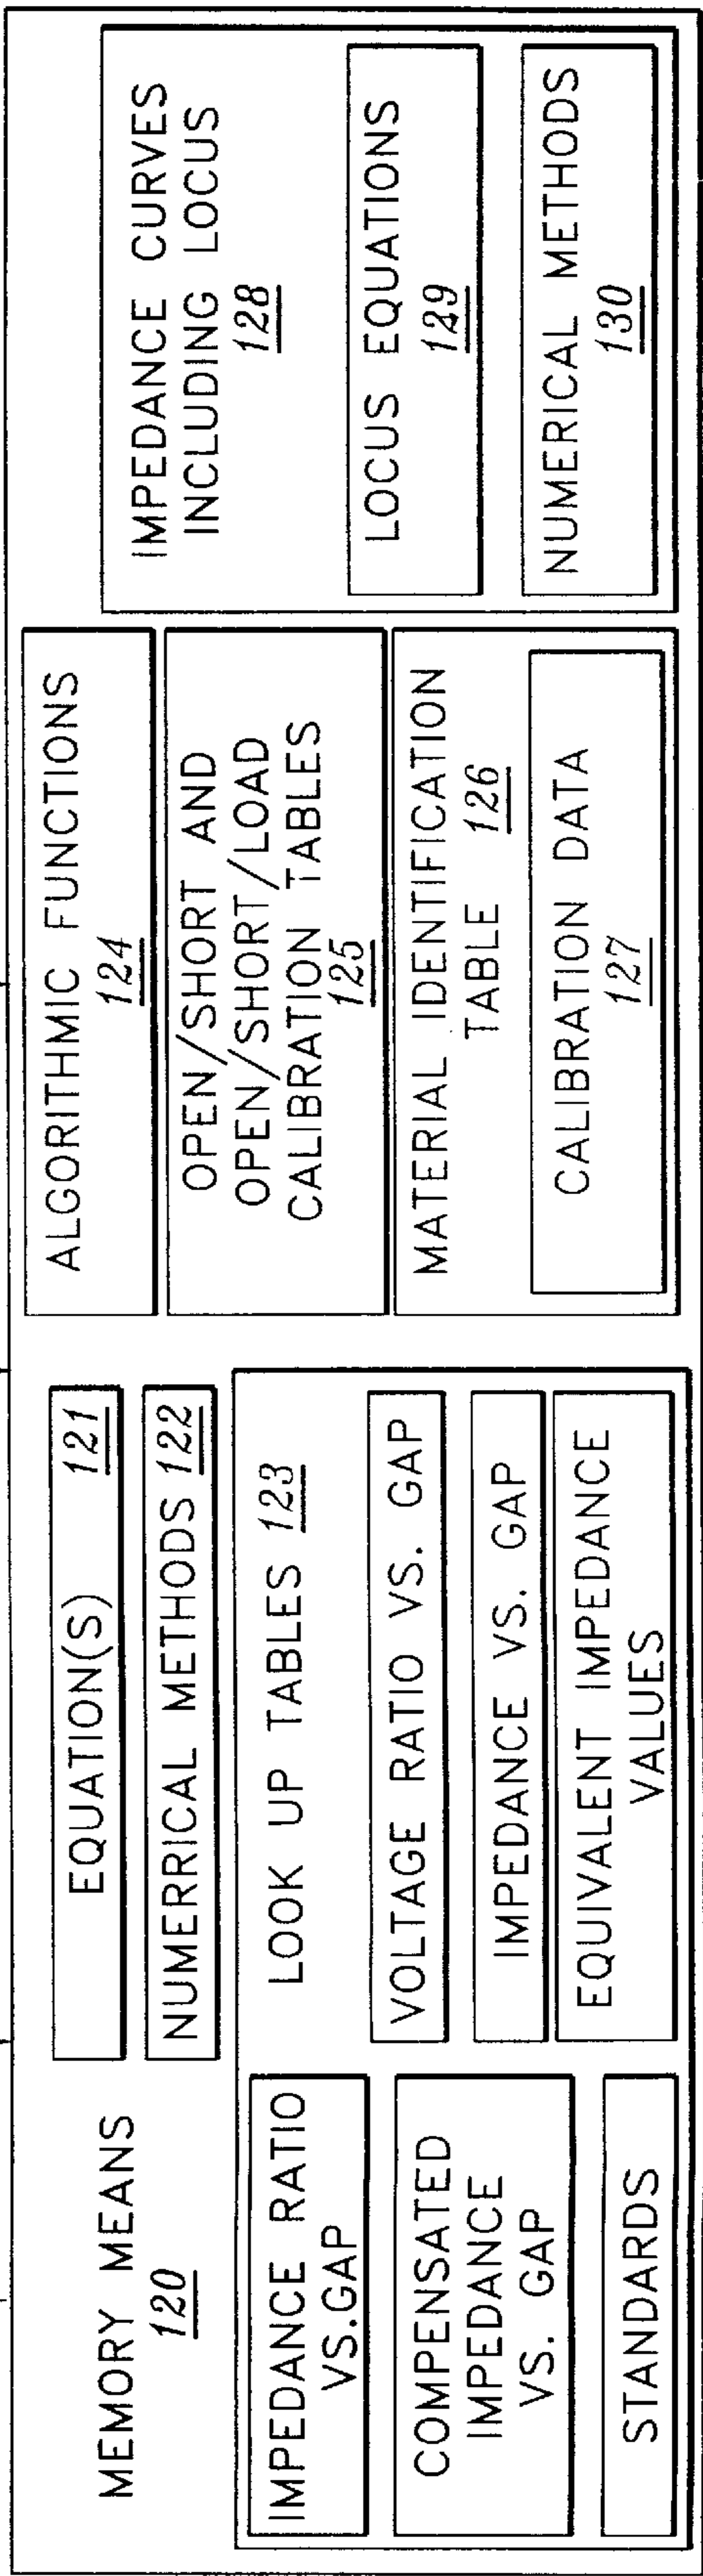 MEMORY MEANS
120
EQUATION(S) 121
NUMERRICAL METHODS 122
LOOK UP TABLES 123
IMPEDANCE RATIO
VS.GAP
COMPENSATED
IMPEDANCE
VS. GAP
STANDARDS
VOLTAGE RATIO VS. GAP
IMPEDANCE VS. GAP
EQUIVALENT IMPEDANCE
VALUES
ALGORITHMIC FUNCTIONS
124
OPEN/SHORT AND
OPEN/SHORT/LOAD
CALIBRATION TABLES
125
MATERIAL IDENTIFICATION
TABLE 126
CALIBRATION DATA
127
IMPEDANCE CURVES
INCLUDING LOCUS
128
LOCUS EQUATIONS
129
NUMERICAL METHODS
130